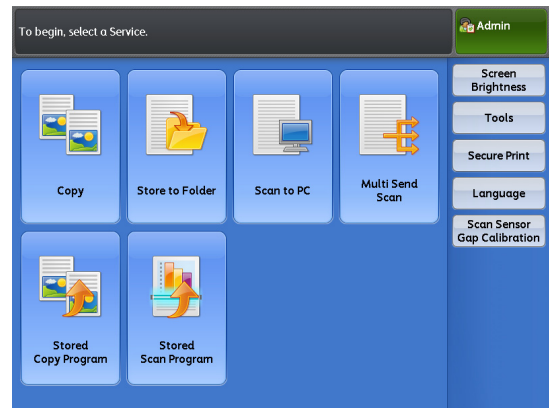 To begin, select a Service.
Admin
Copy
Store to Folder
Scan to PC
Multi Send
Scan
Stored
Copy Program
Stored
Scan Program
Screen
Brightness
Tools
Secure Print
Language
Scan Sensor
Gap Calibration